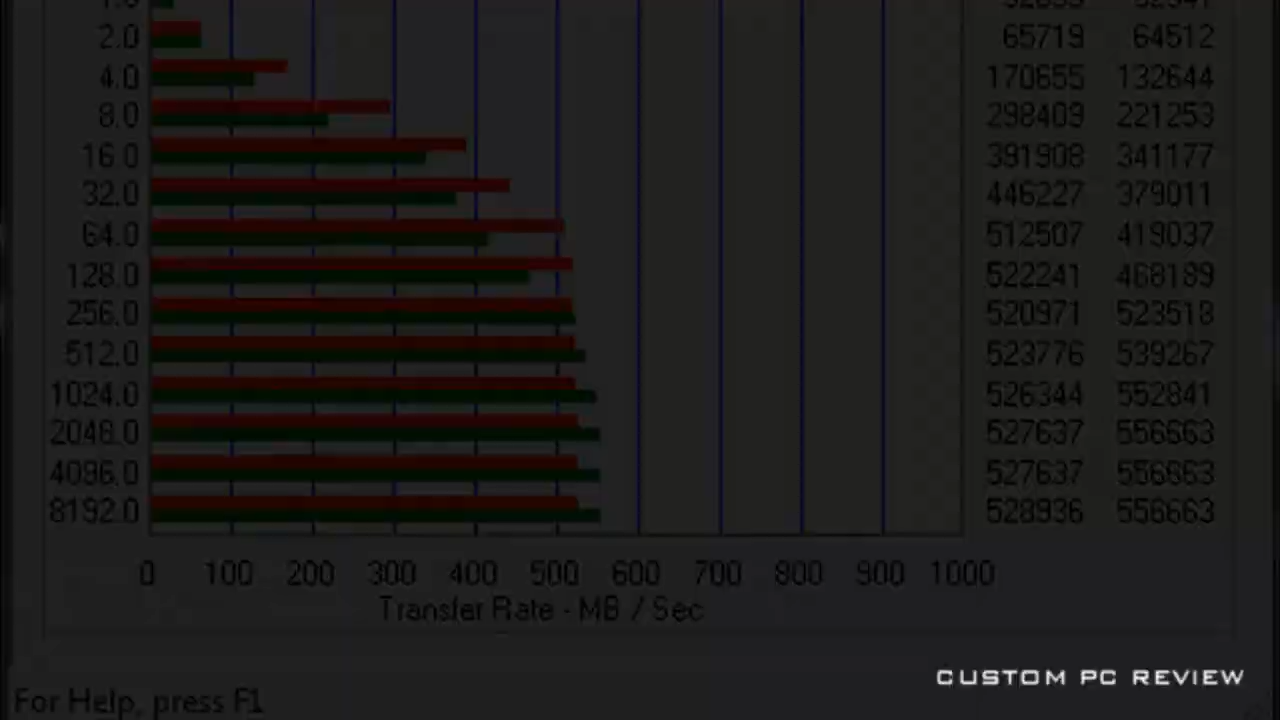 2.0 65719 64512
4.0 170655 132644
8.0 298409 221253
16.0 391908 341177
32.0 446227 379011
64.0 512507 419037
128.0 522241 468189
256.0 520971 523518
512.0 523776 539267
1024.0 526344 552841
2048.0 527637 556663
4096.0 527637 556663
8192.0 528936 556663
0 100 200 300 400 500 600 700 800 900 1000
Transfer Rate - MB / Sec
CUSTOM PC REVIEW
For Help, press F1